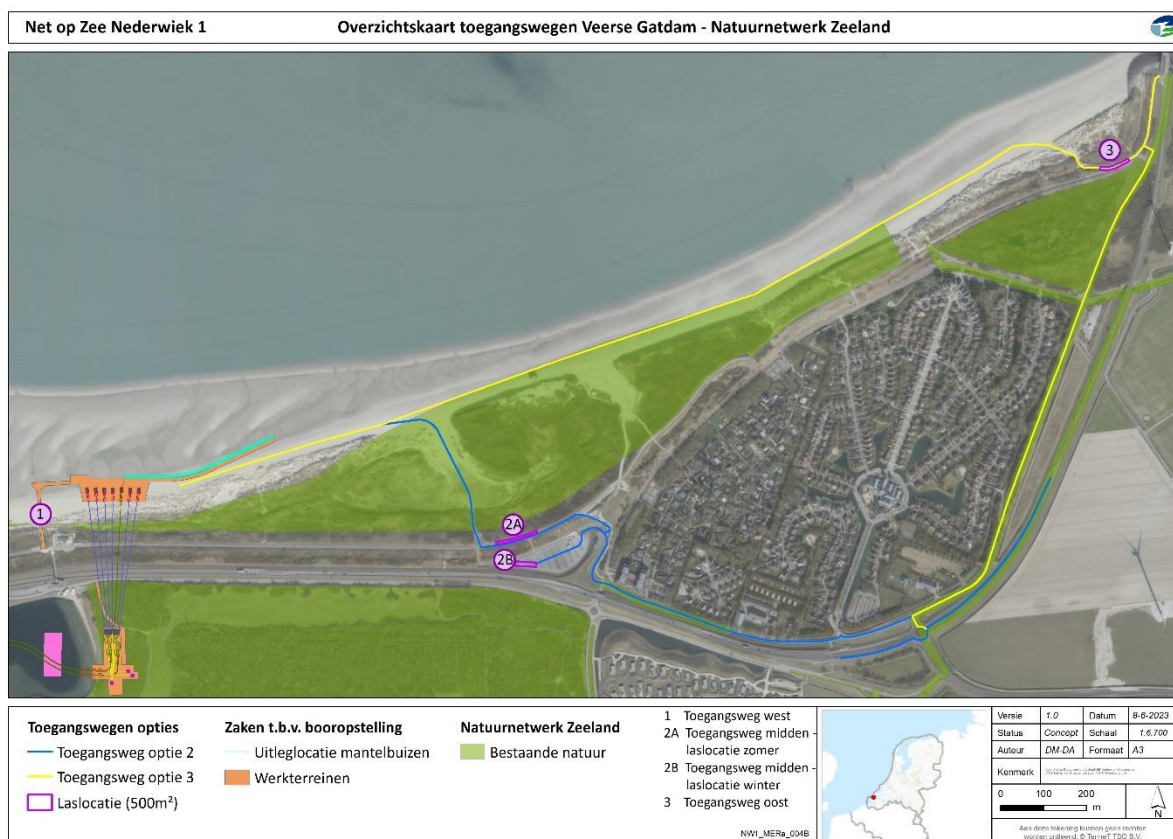 Net op Zee Nederwiek 1
Overzichtskaart toegangswegen Veerse Gatdam - Natuurnetwerk Zeeland
3
1
2A
2B
Toegangswegen opties
Toegangsweg optie 2
Toegangsweg optie 3
Laslocatie (500m²)
Zaken t.b.v. booropstelling
Uitleglocatie mantelbuizen
Werkterreinen
Natuurnetwerk Zeeland
Bestaande natuur
1 Toegangsweg west
2A Toegangsweg midden -
laslocatie zomer
2B Toegangsweg midden -
laslocatie winter
3 Toegangsweg oost
NW1_MERa_004B
Versie 1.0 Datum 8-6-2023
Status Concept Schaal 1:6.700
Auteur DM-DA Formaat A3
Kenmerk
0 100 200
m
N
Aan deze tekening kunnen geen rechten
worden ontleend. © TenneT TSO B.V.